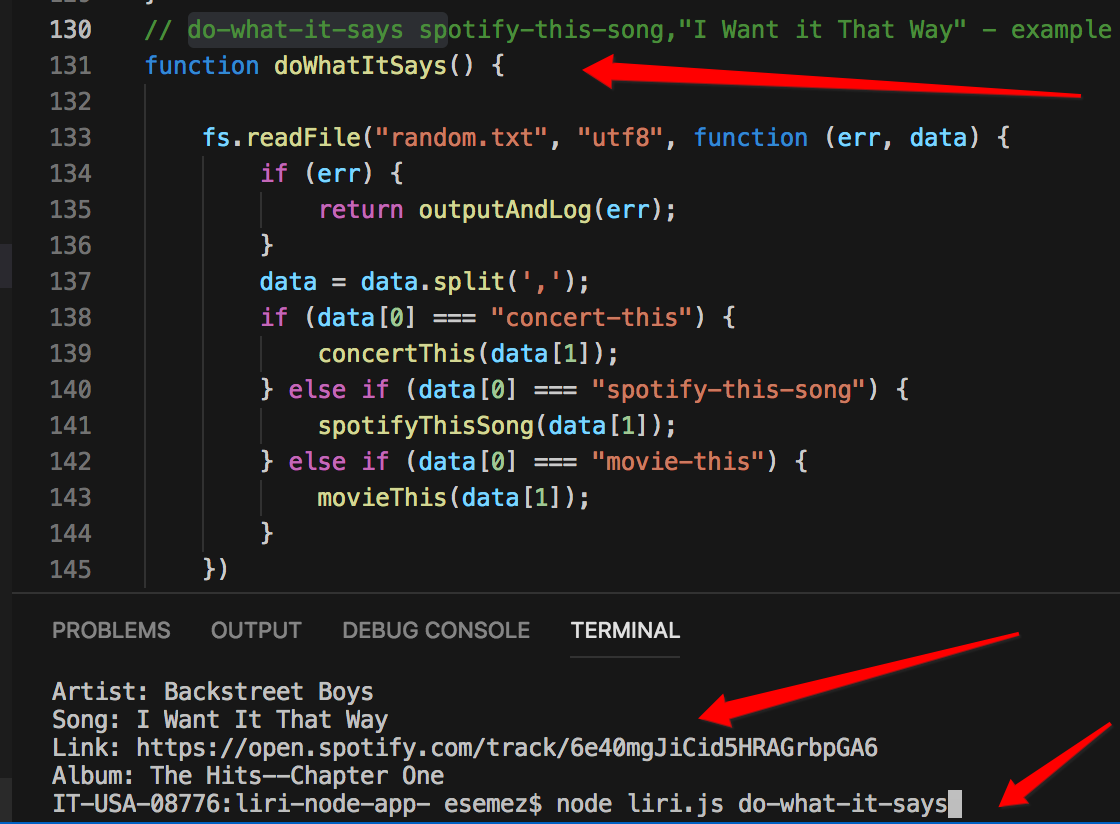 130 // do-what-it-says spotify-this-song,"I Want it That Way" – example
131 function doWhatItSays() {
132
133 fs.readFile("random.txt", "utf8", function (err, data) {
134 if (err) {
135 return outputAndLog(err);
136 }
137 data = data.split(',');
138 if (data[0] === "concert-this") {
139 concertThis(data[1]);
140 } else if (data[0] === "spotify-this-song") {
141 spotifyThisSong(data[1]);
142 } else if (data[0] === "movie-this") {
143 movieThis(data[1]);
144 }
145 })
PROBLEMS OUTPUT DEBUG CONSOLE TERMINAL
Artist: Backstreet Boys
Song: I Want It That Way
Link: https://open.spotify.com/track/6e40mgJiCid5HRAGrbpGA6
Album: The Hits--Chapter One
IT-USA-08776:liri-node-app- esemez$ node liri.js do-what-it-says